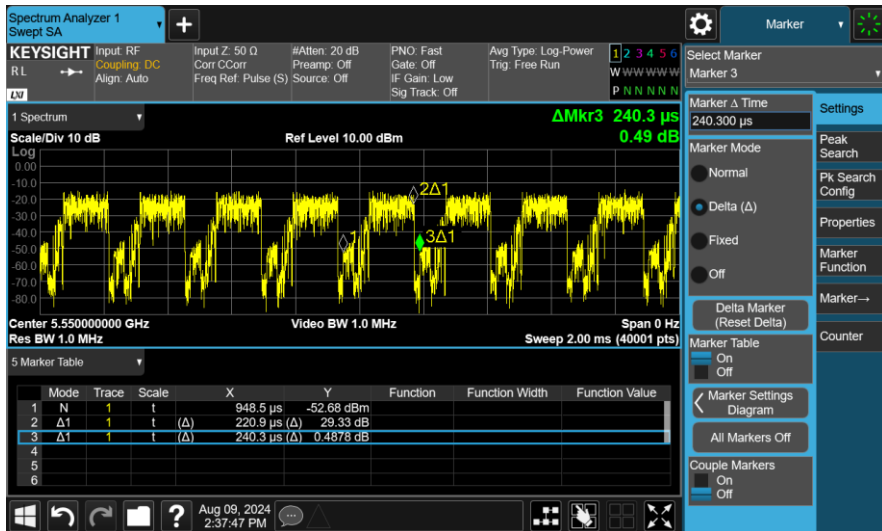 Spectrum Analyzer 1
Swept SA
Marker
KEYSIGHT
RL
LXI
Input: RF
Coupling: DC
Align: Auto
Input Z: 50 Ω
Corr CCorr
Freq Ref: Pulse (S)
#Atten: 20 dB
Preamp: Off
Source: Off
PNO: Fast
Gate: Off
IF Gain: Low
Sig Track: Off
Avg Type: Log-Power
Trig: Free Run
1 2 3 4 5 6
W W W W W W
P N N N N N
Select Marker
Marker 3
1 Spectrum
ΔMkr3 240.3 µs
0.49 dB
Scale/Div 10 dB
Ref Level 10.00 dBm
Log
0.00
-10.0
-20.0
-30.0
-40.0
-50.0
-60.0
-70.0
-80.0
2Δ1
1
3Δ1
Center 5.550000000 GHz
Video BW 1.0 MHz
Span 0 Hz
Res BW 1.0 MHz
Sweep 2.00 ms (40001 pts)
5 Marker Table
Mode Trace Scale X Y Function Function Width Function Value
1 N 1 t 948.5 µs -52.68 dBm
2 Δ1 1 t (Δ) 220.9 µs (Δ) 29.33 dB
3 Δ1 1 t (Δ) 240.3 µs (Δ) 0.4878 dB
4
5
6
Marker Δ Time
240.300 µs
Marker Mode
Normal
Delta (Δ)
Fixed
Off
Delta Marker
(Reset Delta)
Marker Table
On
Off
Marker Settings
Diagram
All Markers Off
Couple Markers
On
Off
Settings
Peak
Search
Pk Search
Config
Properties
Marker
Function
Marker→
Counter
?
Aug 09, 2024
2:37:47 PM